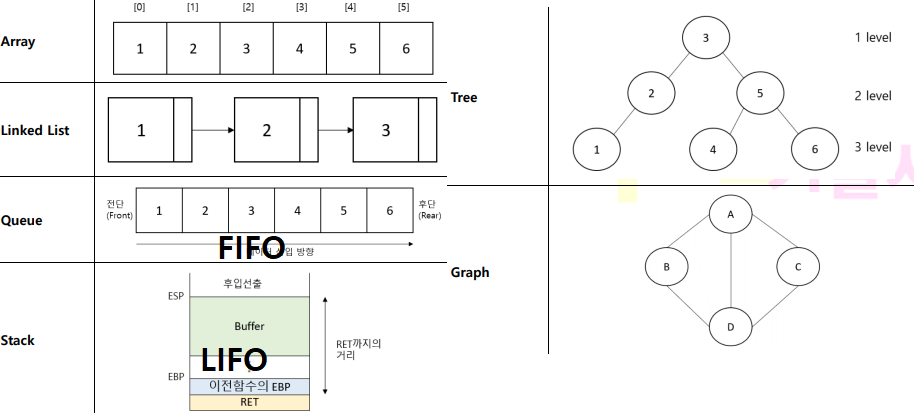 [0] [1] [2] [3] [4] [5]
Array
1 2 3 4 5 6
Linked List
1 2 3
Queue
전단
(Front)
1 2 3 4 5 6
후단
(Rear)
FIFO
방향
Stack
후입선출
ESP
Buffer
RET까지의
거리
LIFO
EBP
이전함수의 EBP
RET
Tree
3
1 level
2 5
2 level
1 4 6
3 level
Graph
A
B C
D